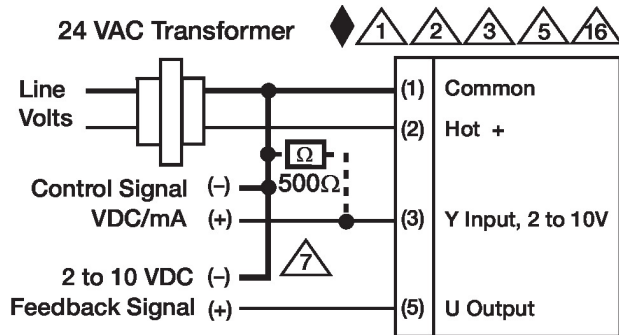 24 VAC Transformer
1 2 3 5 16
Line
Volts
(1) Common
(2) Hot +
Ω
500Ω
Control Signal (-)
VDC/mA (+)
(3) Y Input, 2 to 10V
7
2 to 10 VDC (-)
Feedback Signal (+)
(5) U Output